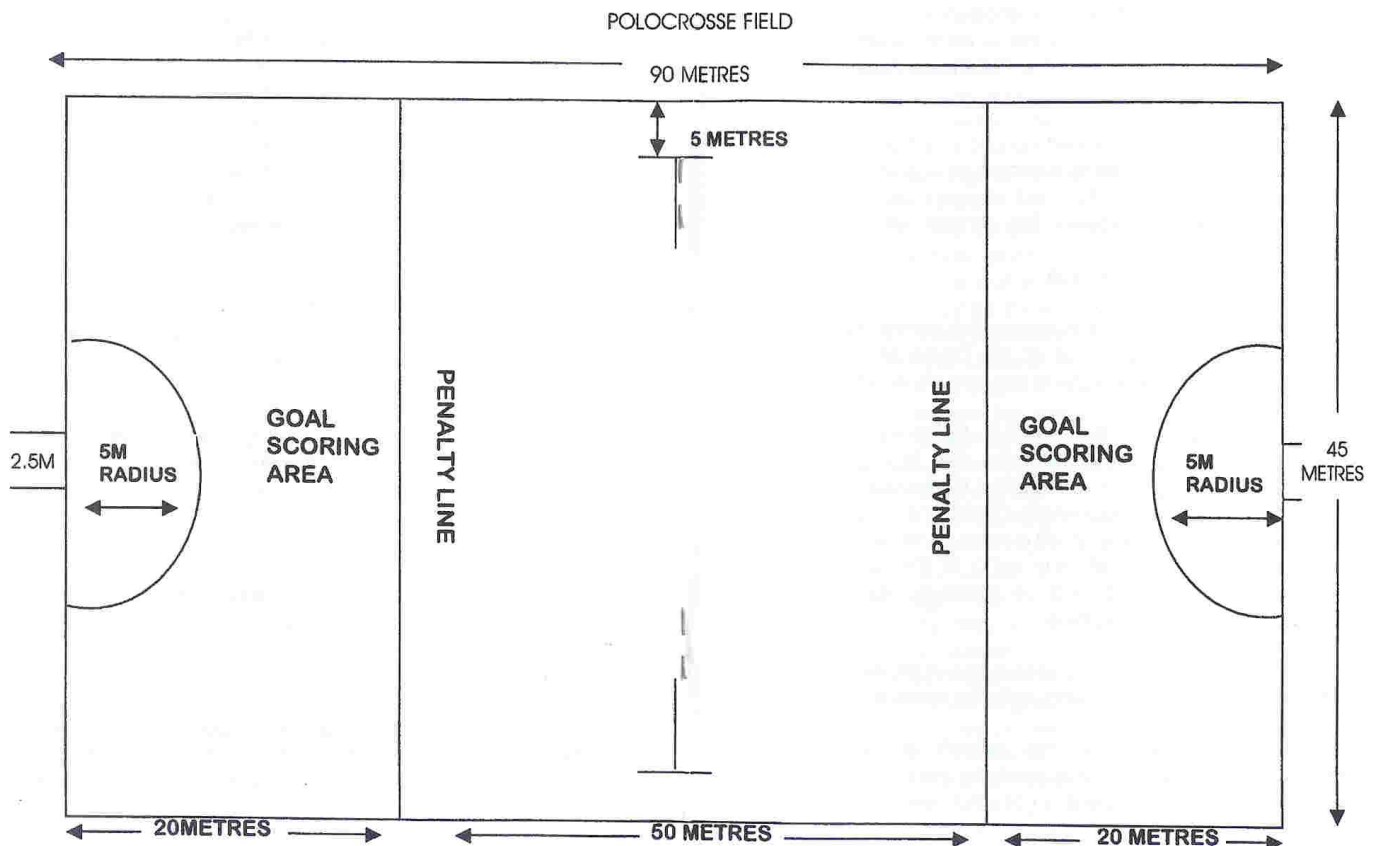 POLOCROSSE FIELD
90 METRES
5 METRES
PENALTY LINE
PENALTY LINE
GOAL
SCORING
AREA
GOAL
SCORING
AREA
2.5M
5M
RADIUS
5M
RADIUS
45
METRES
20METRES
50 METRES
20 METRES